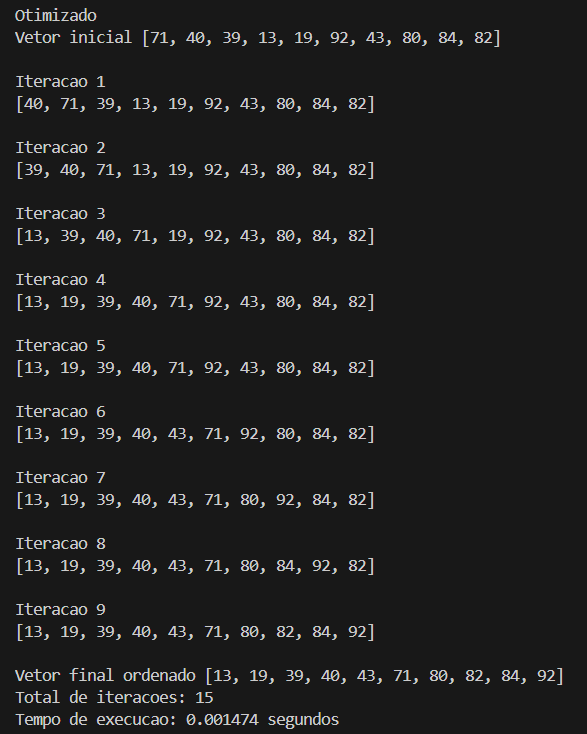 Otimizado
Vetor inicial [71, 40, 39, 13, 19, 92, 43, 80, 84, 82]
Iteracao 1
[40, 71, 39, 13, 19, 92, 43, 80, 84, 82]
Iteracao 2
[39, 40, 71, 13, 19, 92, 43, 80, 84, 82]
Iteracao 3
[13, 39, 40, 71, 19, 92, 43, 80, 84, 82]
Iteracao 4
[13, 19, 39, 40, 71, 92, 43, 80, 84, 82]
Iteracao 5
[13, 19, 39, 40, 71, 92, 43, 80, 84, 82]
Iteracao 6
[13, 19, 39, 40, 43, 71, 92, 80, 84, 82]
Iteracao 7
[13, 19, 39, 40, 43, 71, 80, 92, 84, 82]
Iteracao 8
[13, 19, 39, 40, 43, 71, 80, 84, 92, 82]
Iteracao 9
[13, 19, 39, 40, 43, 71, 80, 82, 84, 92]
Vetor final ordenado [13, 19, 39, 40, 43, 71, 80, 82, 84, 92]
Total de iteracoes: 15
Tempo de execucao: 0.001474 segundos